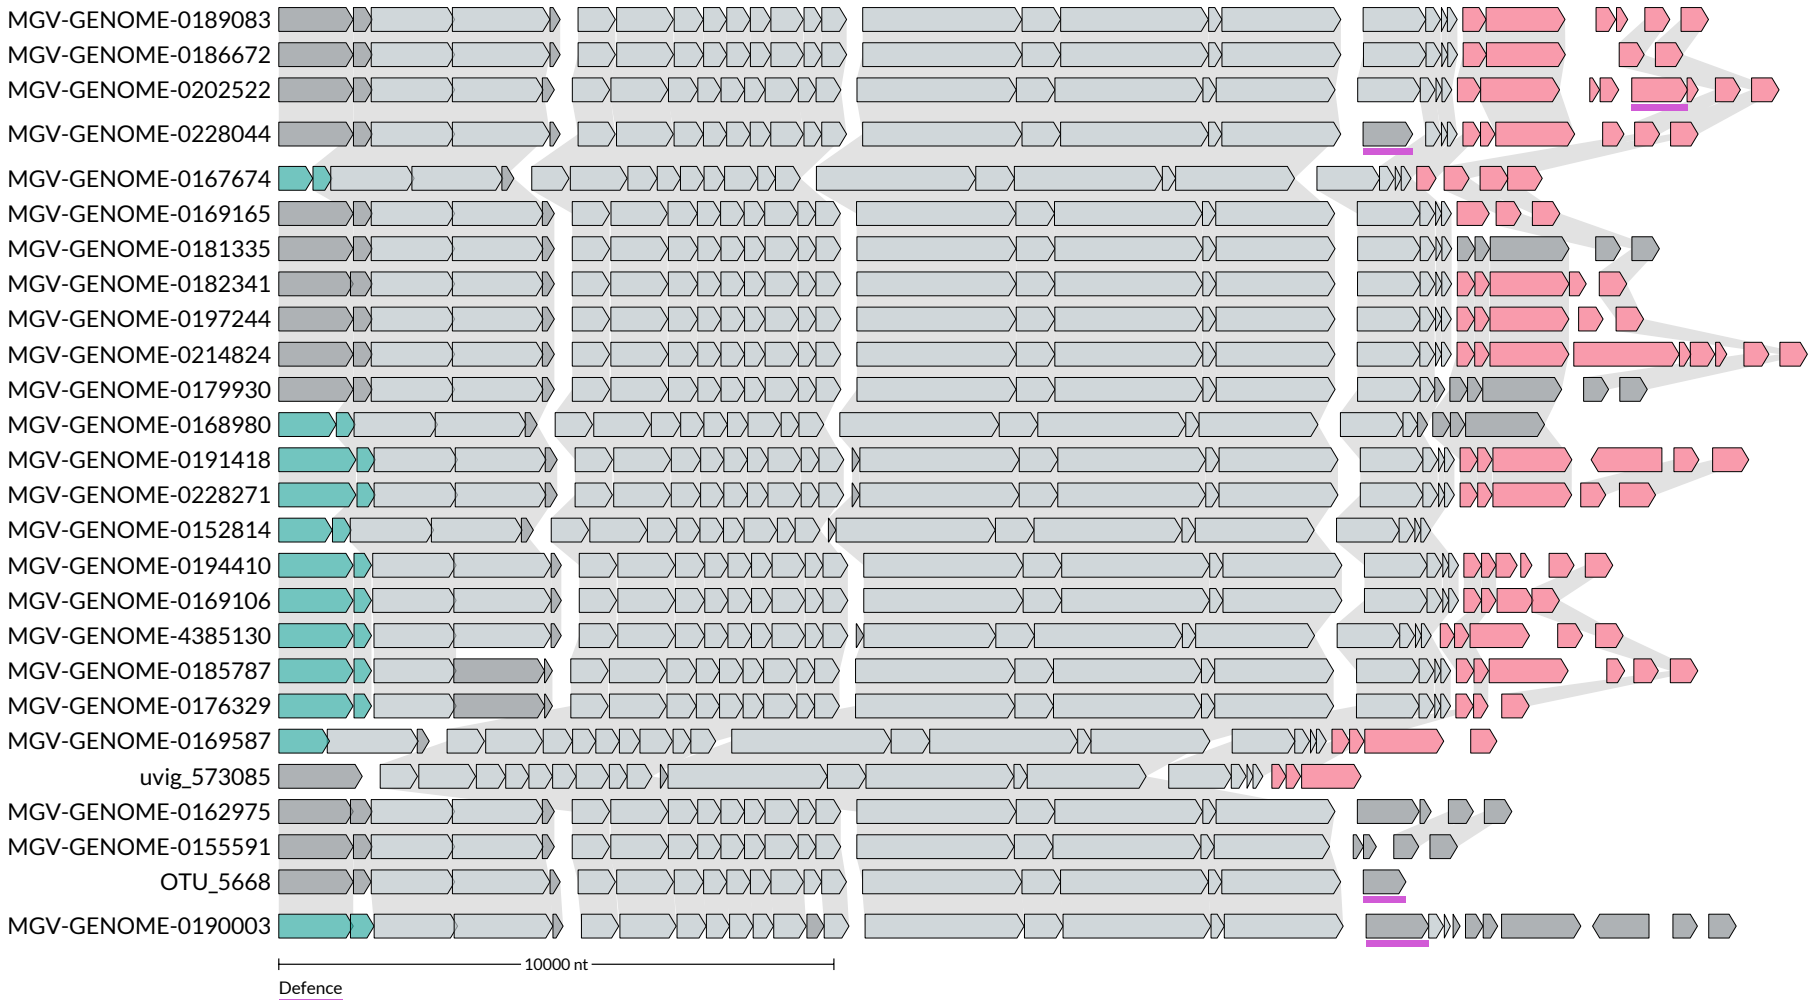 MGV-GENOME-0189083
MGV-GENOME-0186672
MGV-GENOME-0202522
MGV-GENOME-0228044
MGV-GENOME-0167674
MGV-GENOME-0169165
MGV-GENOME-0181335
MGV-GENOME-0182341
MGV-GENOME-0197244
MGV-GENOME-0214824
MGV-GENOME-0179930
MGV-GENOME-0168980
MGV-GENOME-0191418
MGV-GENOME-0228271
MGV-GENOME-0152814
MGV-GENOME-0194410
MGV-GENOME-0169106
MGV-GENOME-4385130
MGV-GENOME-0185787
MGV-GENOME-0176329
MGV-GENOME-0169587
uvig_573085
MGV-GENOME-0162975
MGV-GENOME-0155591
OTU_5668
MGV-GENOME-0190003
10000 nt
Defence